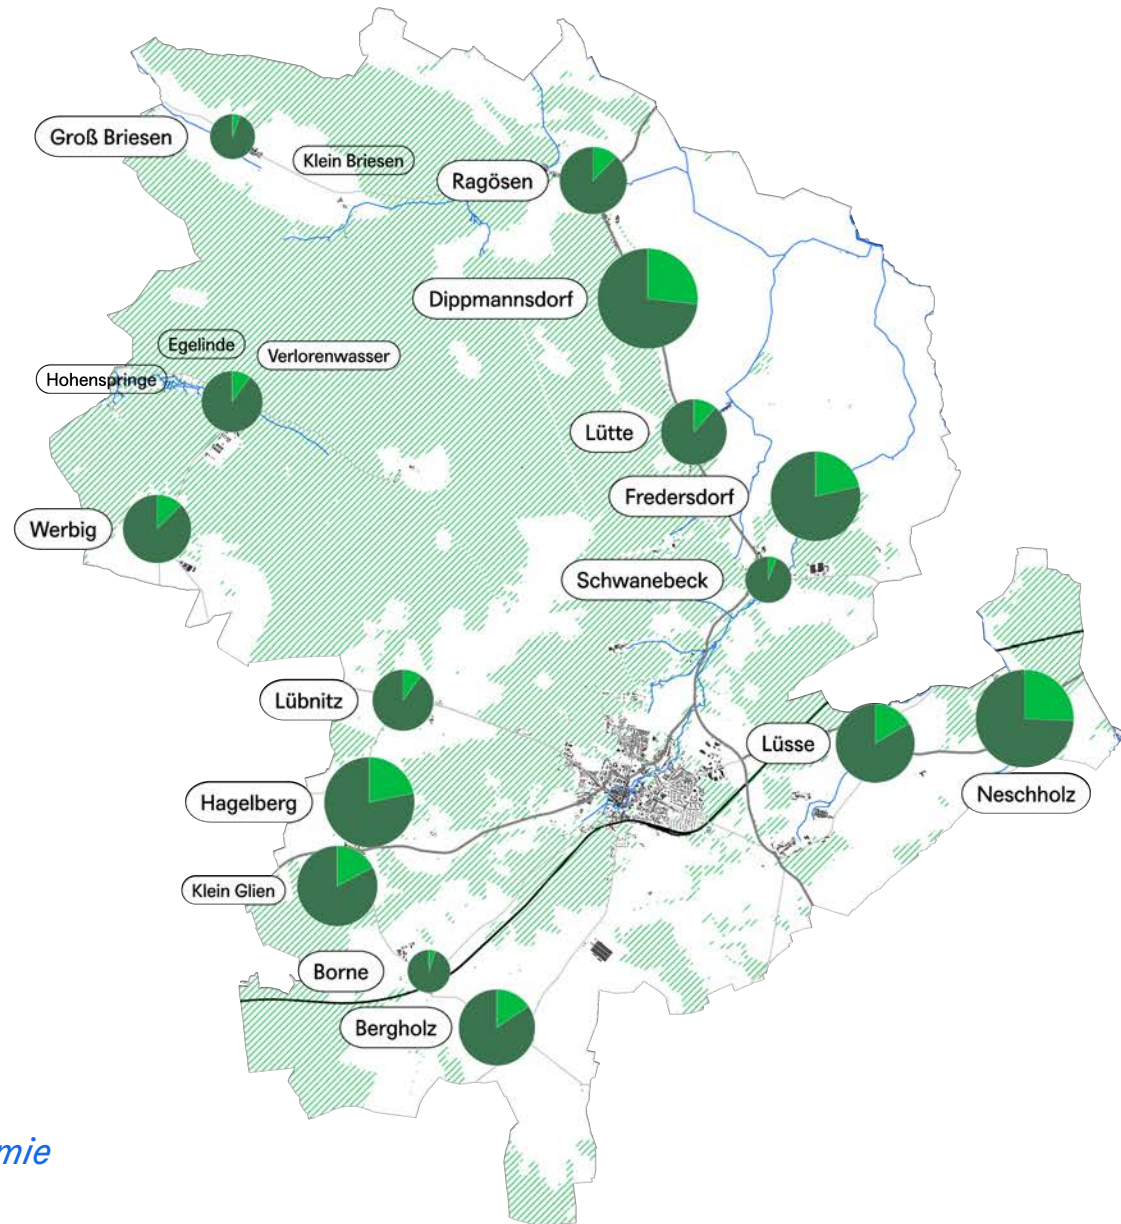 Groß Briesen
Klein Briesen
Ragösen
Dippmannsdorf
Egelinde
Verlorenwasser
Hohenspringe
Lütte
Fredersdorf
Werbig
Schwanebeck
Lübnitz
Lüsse
Neschholz
Hagelberg
Klein Glien
Borne
Bergholz
mie